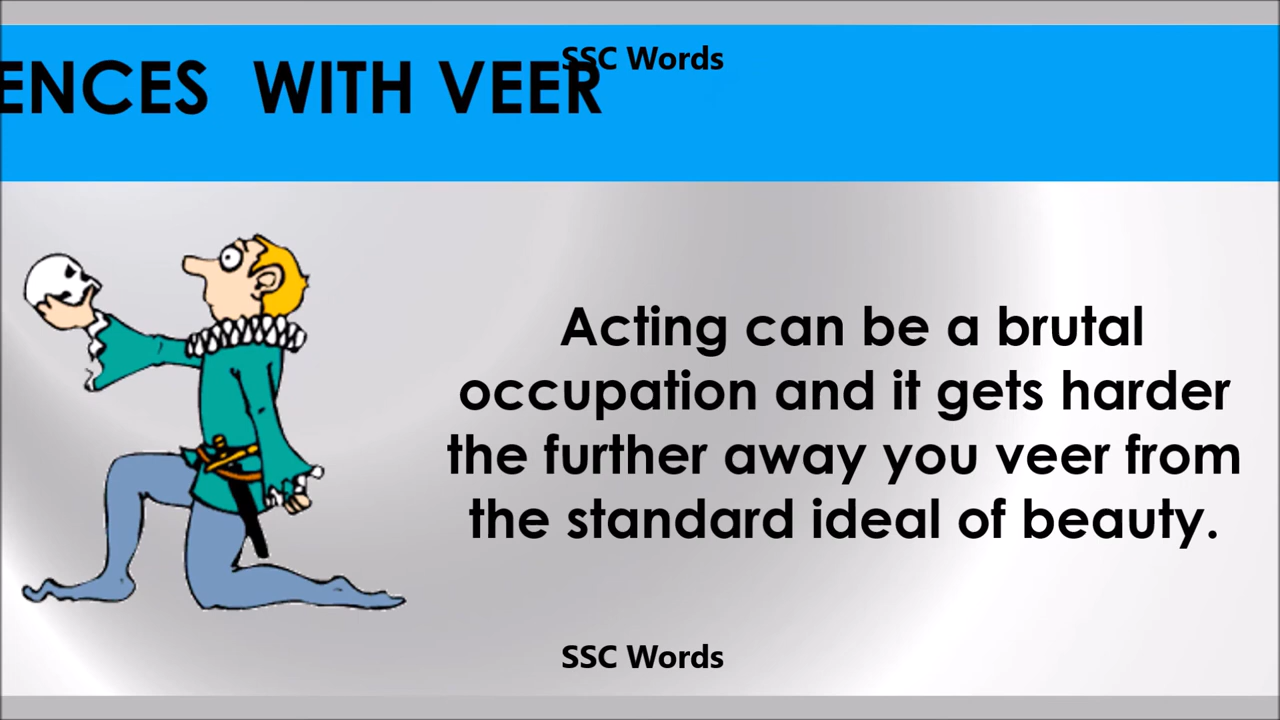 SSC Words
ENCES WITH VEER
Acting can be a brutal
occupation and it gets harder
the further away you veer from
the standard ideal of beauty.
SSC Words